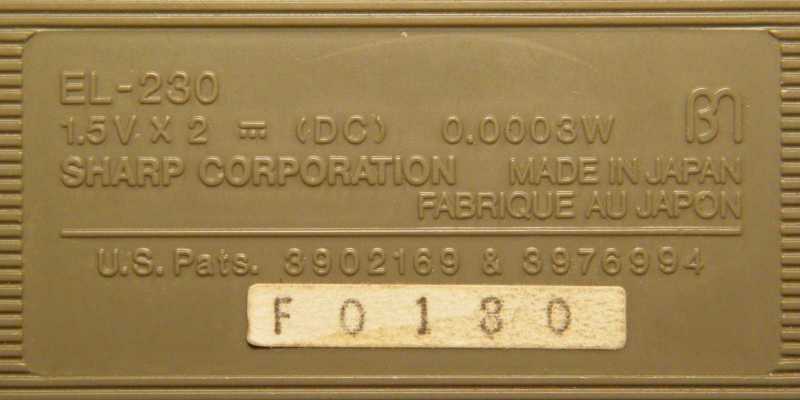 EL-230
1.5V X 2 ⎓ (DC) 0.0003W
SHARP CORPORATION MADE IN JAPAN
FABRIQUE AU JAPON
U.S. Pats. 3902169 & 3976994
F0130